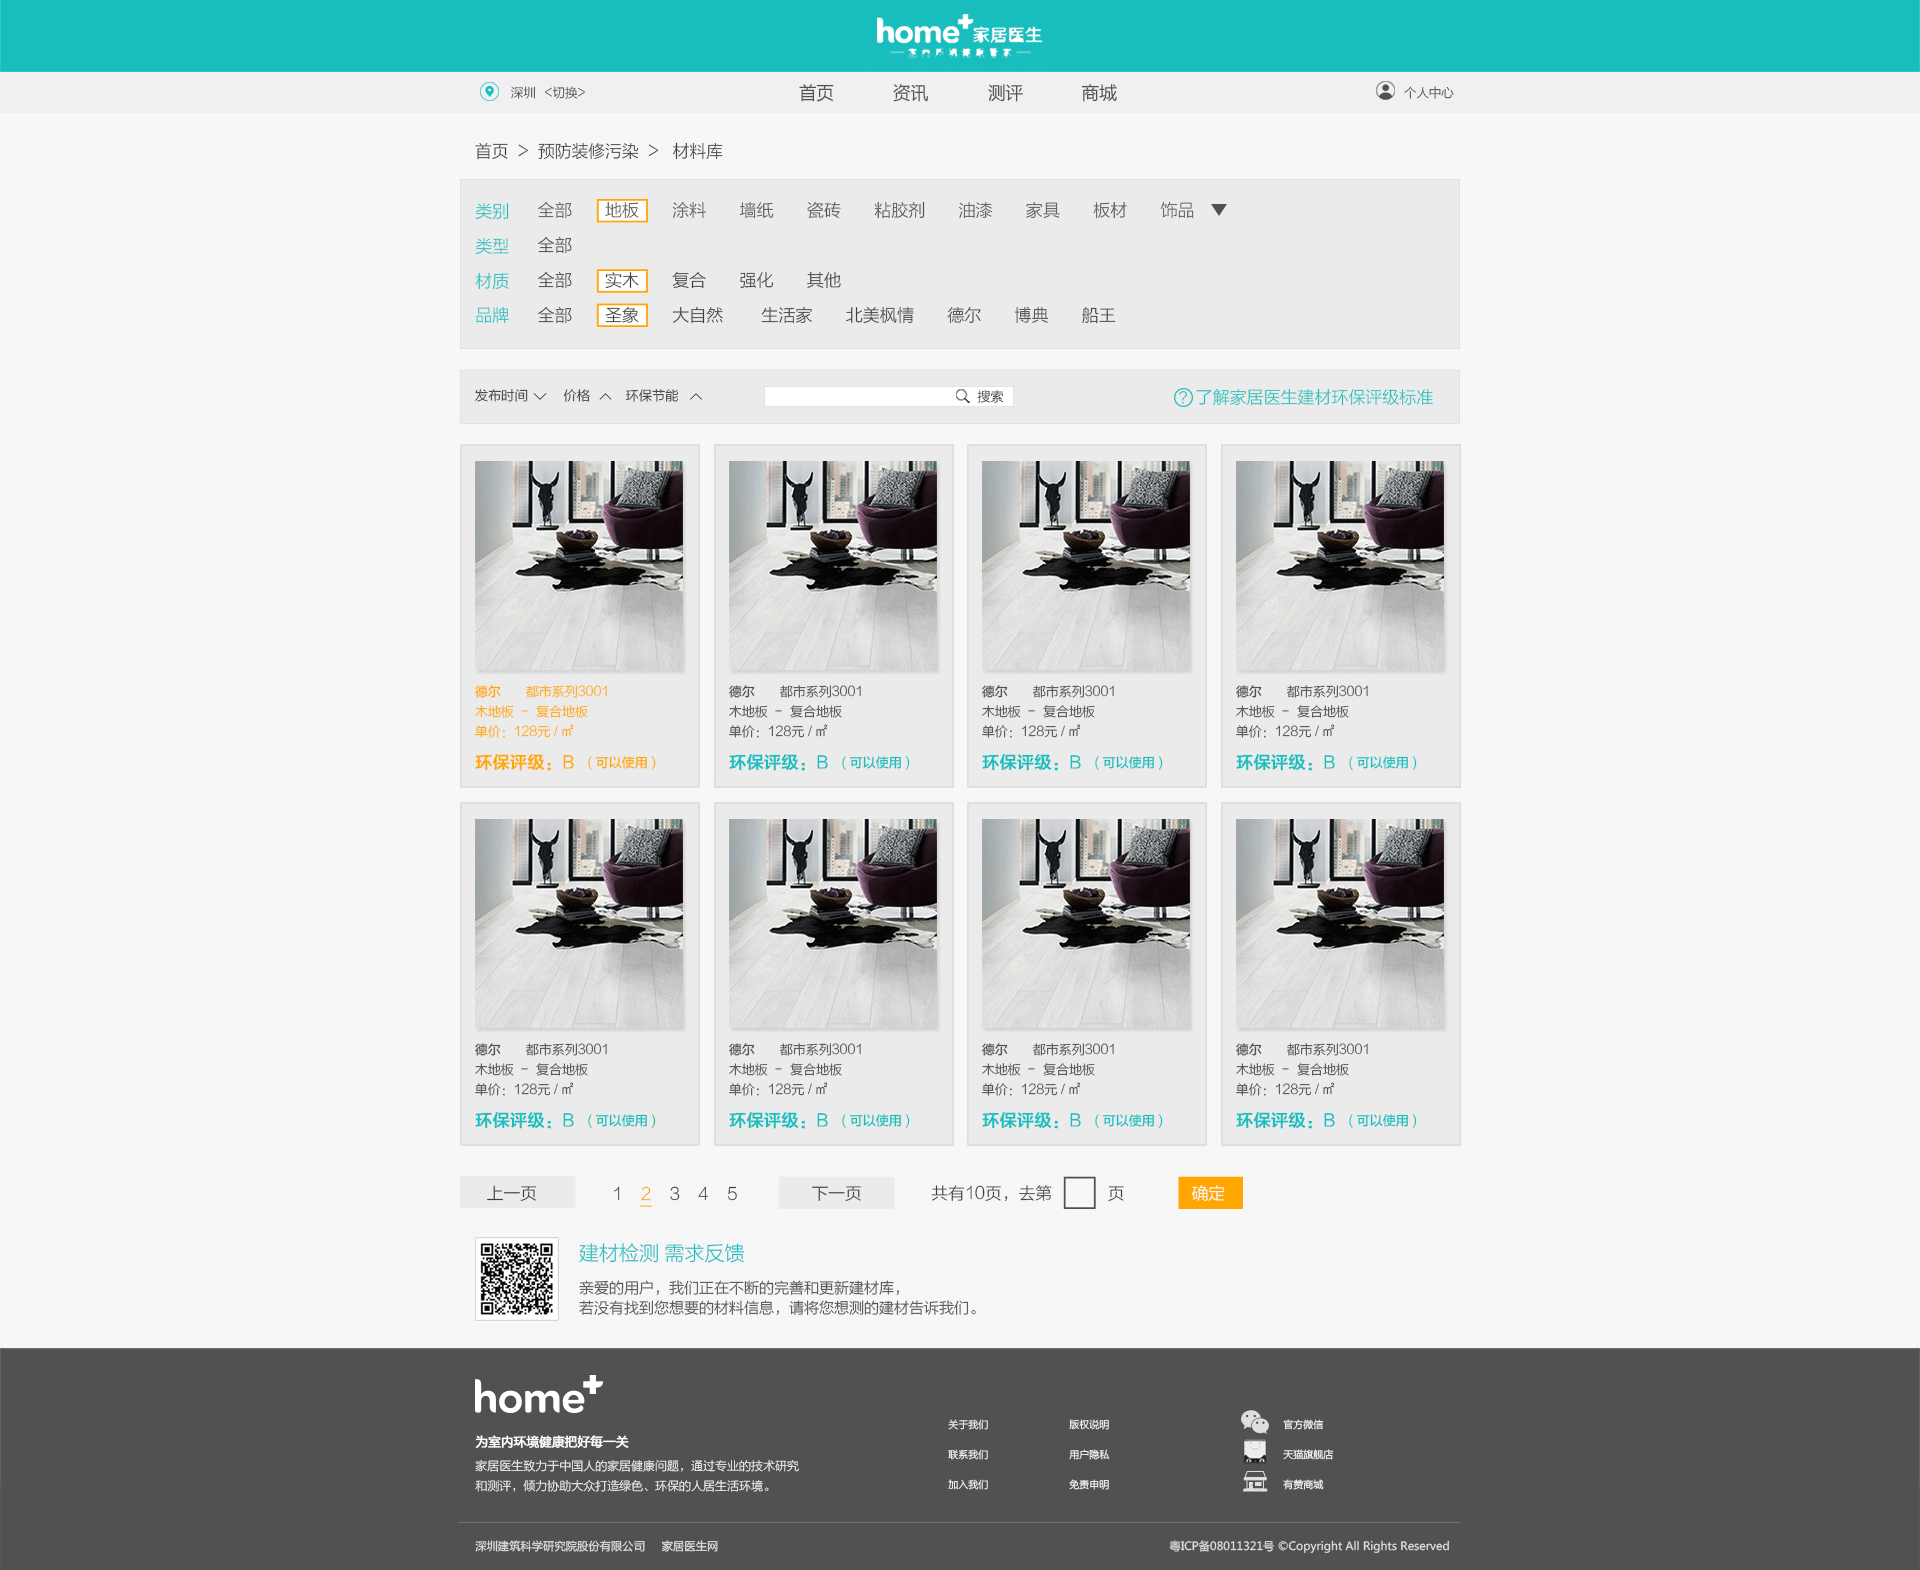 home+ 家居医生
深圳 <切换> 首页 资讯 测评 商城 个人中心
首页 > 预防装修污染 > 材料库
类别 全部 地板 涂料 墙纸 瓷砖 粘胶剂 油漆 家具 板材 饰品 ▼
类型 全部
材质 全部 实木 复合 强化 其他
品牌 全部 圣象 大自然 生活家 北美枫情 德尔 博典 船王
发布时间 价格 环保节能 搜索 ?了解家居医生建材环保评级标准
德尔 都市系列3001
木地板 - 复合地板
单价：128元 / ㎡
环保评级：B （可以使用）
德尔 都市系列3001
木地板 - 复合地板
单价：128元 / ㎡
环保评级：B （可以使用）
德尔 都市系列3001
木地板 - 复合地板
单价：128元 / ㎡
环保评级：B （可以使用）
德尔 都市系列3001
木地板 - 复合地板
单价：128元 / ㎡
环保评级：B （可以使用）
德尔 都市系列3001
木地板 - 复合地板
单价：128元 / ㎡
环保评级：B （可以使用）
德尔 都市系列3001
木地板 - 复合地板
单价：128元 / ㎡
环保评级：B （可以使用）
德尔 都市系列3001
木地板 - 复合地板
单价：128元 / ㎡
环保评级：B （可以使用）
德尔 都市系列3001
木地板 - 复合地板
单价：128元 / ㎡
环保评级：B （可以使用）
上一页 1 2 3 4 5 下一页 共有10页，去第 页 确定
建材检测 需求反馈
亲爱的用户，我们正在不断的完善和更新建材库，
若没有找到您想要的材料信息，请将您想测的建材告诉我们。
home+
为室内环境健康把好每一关
家居医生致力于中国人的家居健康问题，通过专业的技术研究
和测评，倾力协助大众打造绿色、环保的人居生活环境。
关于我们 版权说明 官方微信
联系我们 用户隐私 天猫旗舰店
加入我们 免责申明 有赞商城
深圳建筑科学研究院股份有限公司 家居医生网
粤ICP备08011321号 ©Copyright All Rights Reserved